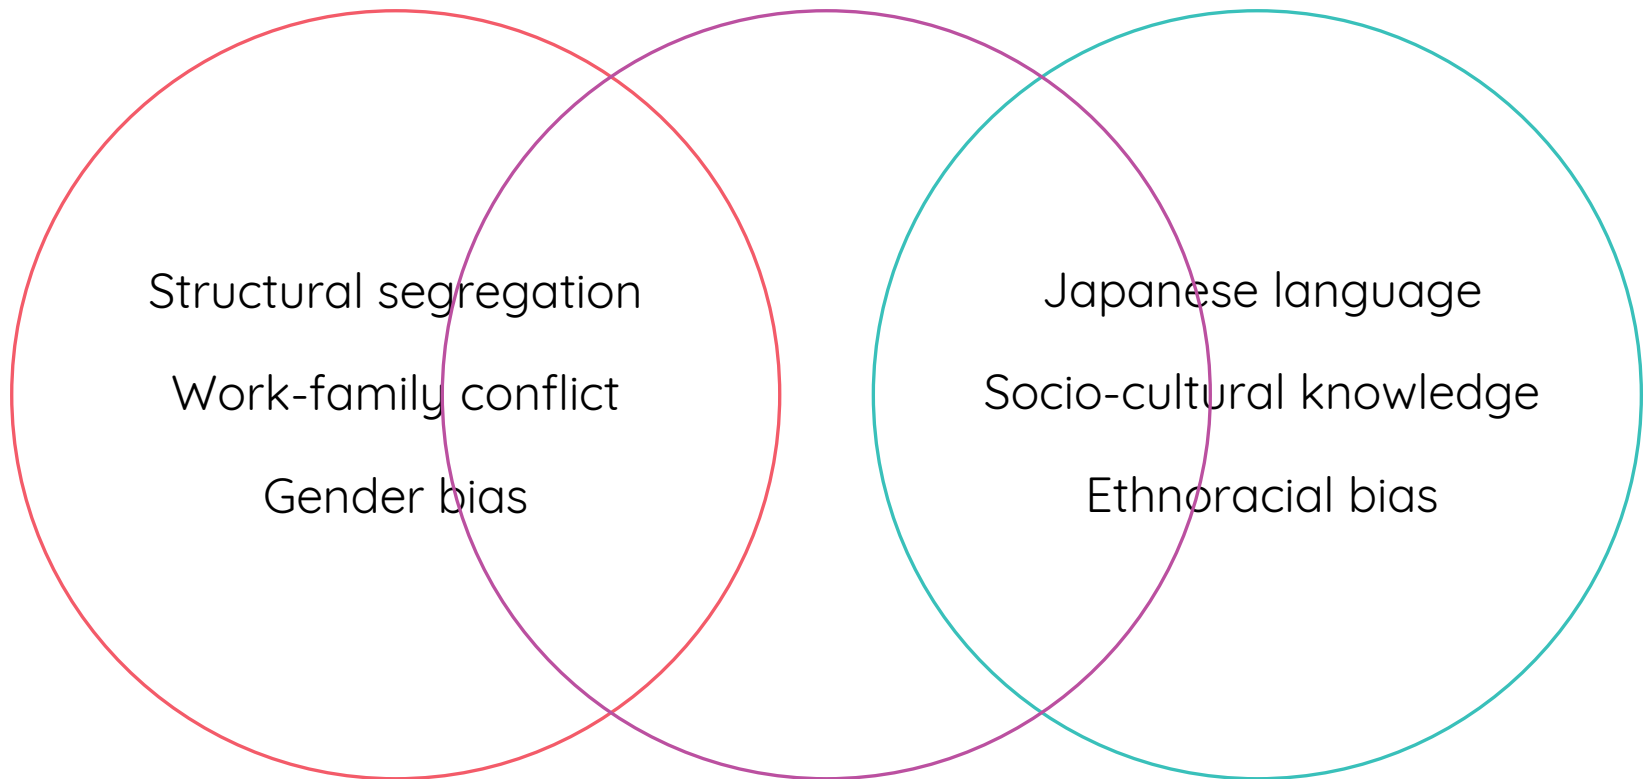 Structural segregation
Work-family conflict
Gender bias
Japanese language
Socio-cultural knowledge
Ethnoracial bias